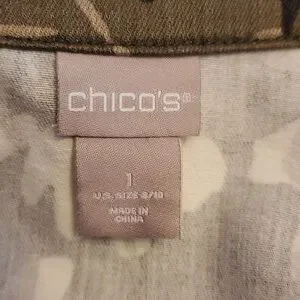 chico's®
1
U.S. SIZE 8/10
MADE IN
CHINA